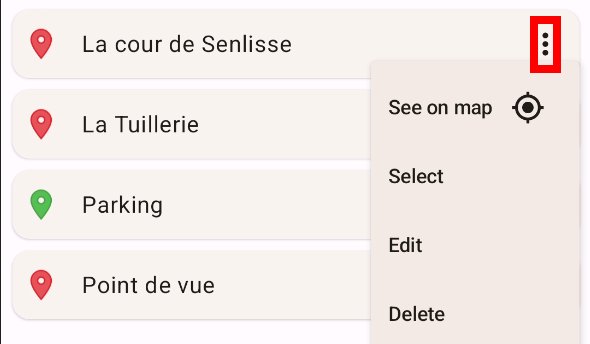 La cour de Senlisse
See on map
La Tuillerie
Select
Parking
Edit
Point de vue
Delete